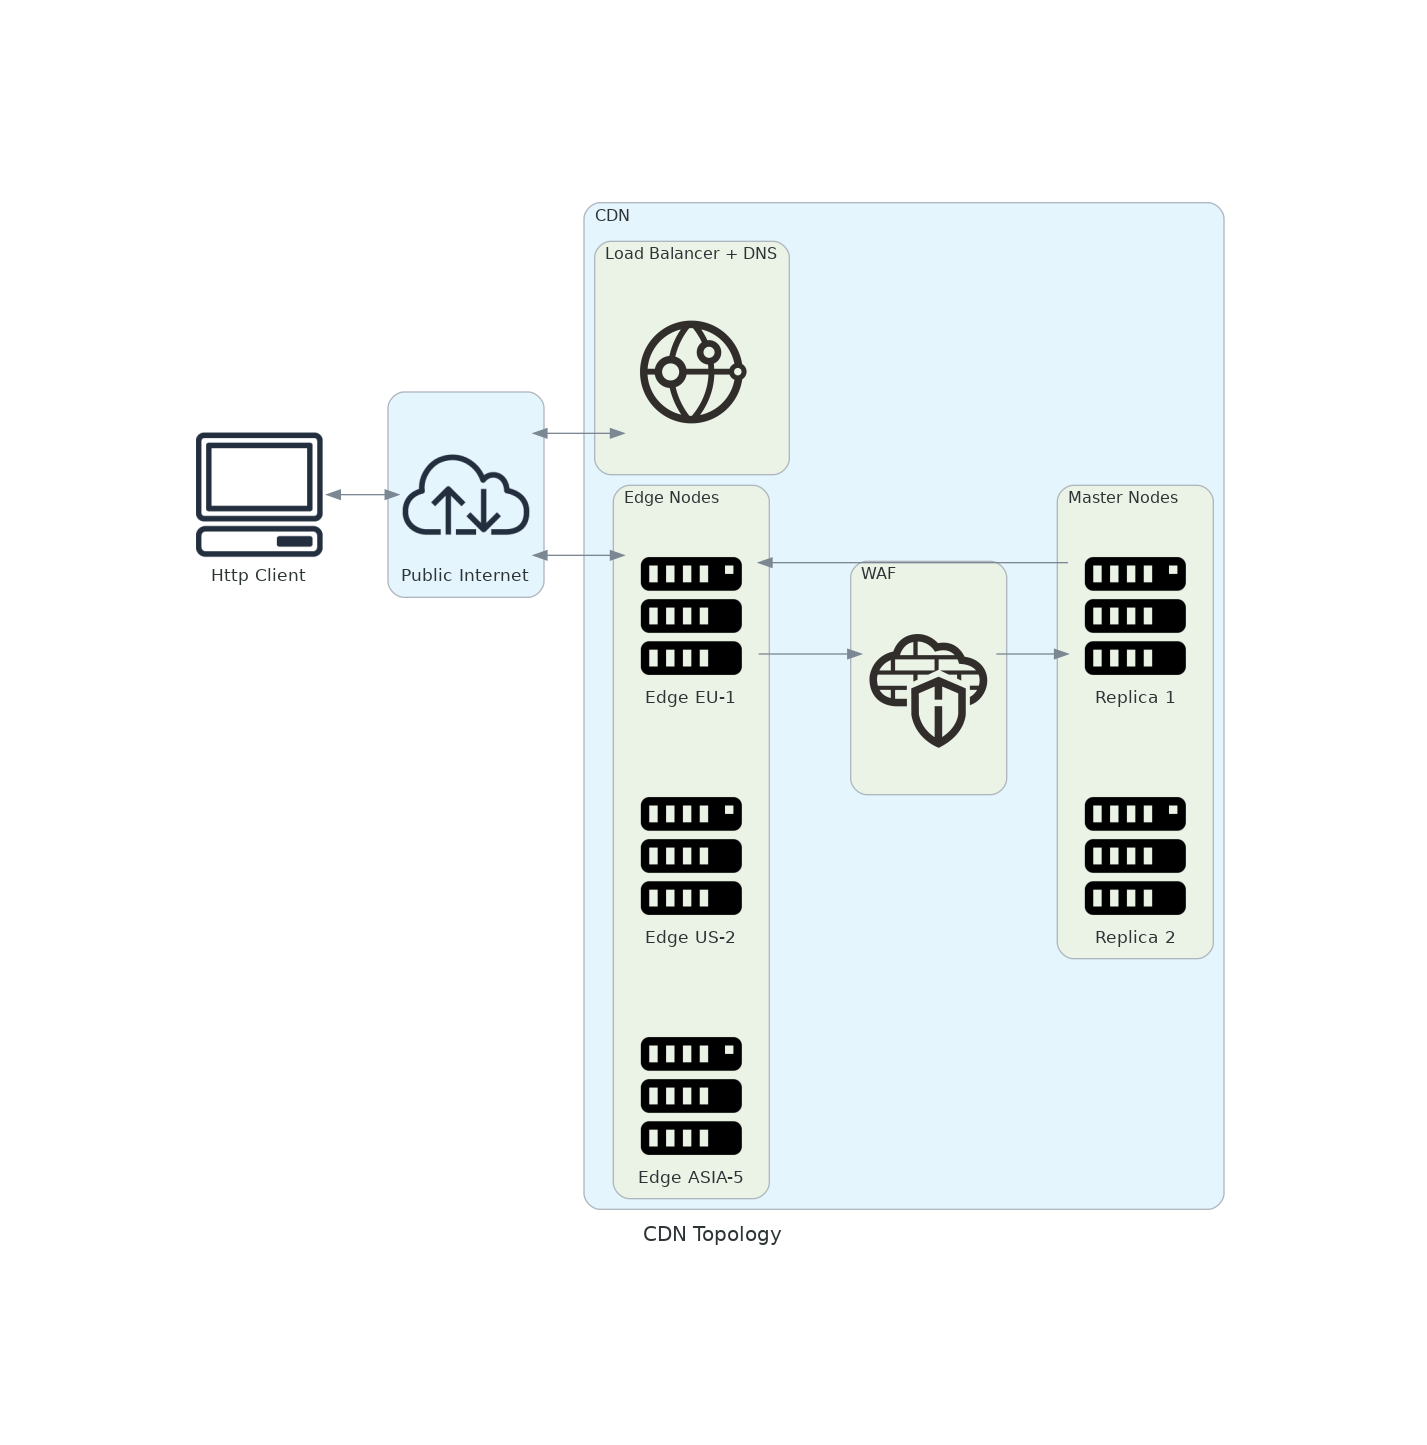 CDN
Load Balancer + DNS
Http Client
Public Internet
Edge Nodes
Edge EU-1
Edge US-2
Edge ASIA-5
WAF
Master Nodes
Replica 1
Replica 2
CDN Topology